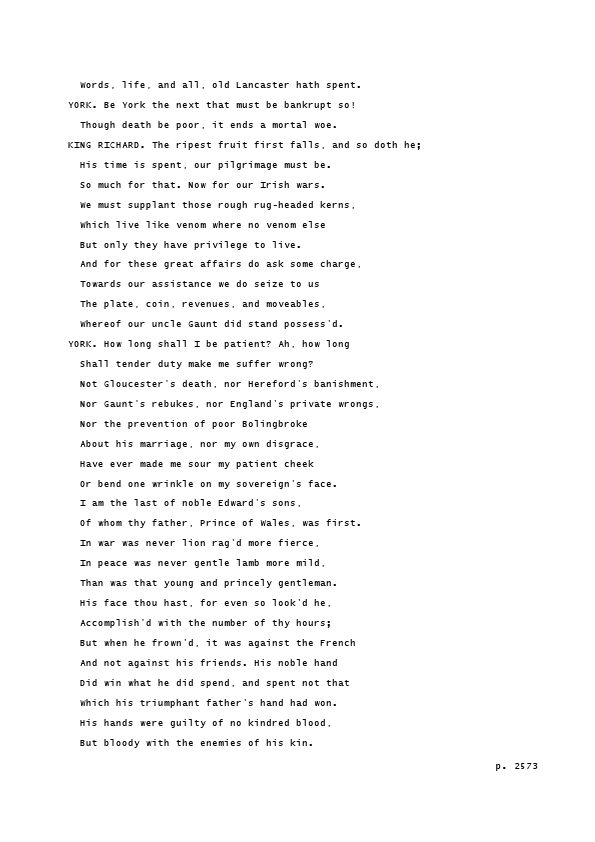 Words, life, and all, old Lancaster hath spent.
YORK. Be York the next that must be bankrupt so!
Though death be poor, it ends a mortal woe.
KING RICHARD. The ripest fruit first falls, and so doth he;
His time is spent, our pilgrimage must be.
So much for that. Now for our Irish wars.
We must supplant those rough rug-headed kerns,
Which live like venom where no venom else
But only they have privilege to live.
And for these great affairs do ask some charge,
Towards our assistance we do seize to us
The plate, coin, revenues, and moveables,
Whereof our uncle Gaunt did stand possess'd.
YORK. How long shall I be patient? Ah, how long
Shall tender duty make me suffer wrong?
Not Gloucester's death, nor Hereford's banishment,
Nor Gaunt's rebukes, nor England's private wrongs,
Nor the prevention of poor Bolingbroke
About his marriage, nor my own disgrace,
Have ever made me sour my patient cheek
Or bend one wrinkle on my sovereign's face.
I am the last of noble Edward's sons,
Of whom thy father, Prince of Wales, was first.
In war was never lion rag'd more fierce,
In peace was never gentle lamb more mild,
Than was that young and princely gentleman.
His face thou hast, for even so look'd he,
Accomplish'd with the number of thy hours;
But when he frown'd, it was against the French
And not against his friends. His noble hand
Did win what he did spend, and spent not that
Which his triumphant father's hand had won.
His hands were guilty of no kindred blood,
But bloody with the enemies of his kin.
p. 2573